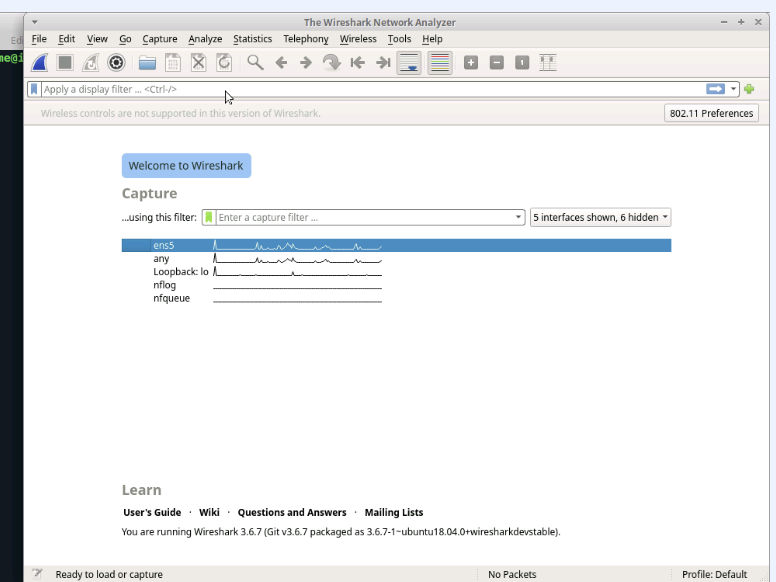 The Wireshark Network Analyzer
File Edit View Go Capture Analyze Statistics Telephony Wireless Tools Help
Apply a display filter ... <Ctrl-/>
Wireless controls are not supported in this version of Wireshark.
802.11 Preferences
Welcome to Wireshark
Capture
...using this filter: Enter a capture filter ... 5 interfaces shown, 6 hidden
ens5
any
Loopback: lo
nflog
nfqueue
Learn
User's Guide · Wiki · Questions and Answers · Mailing Lists
You are running Wireshark 3.6.7 (Git v3.6.7 packaged as 3.6.7-1~ubuntu18.04.0+wiresharkdevstable).
Ready to load or capture No Packets Profile: Default